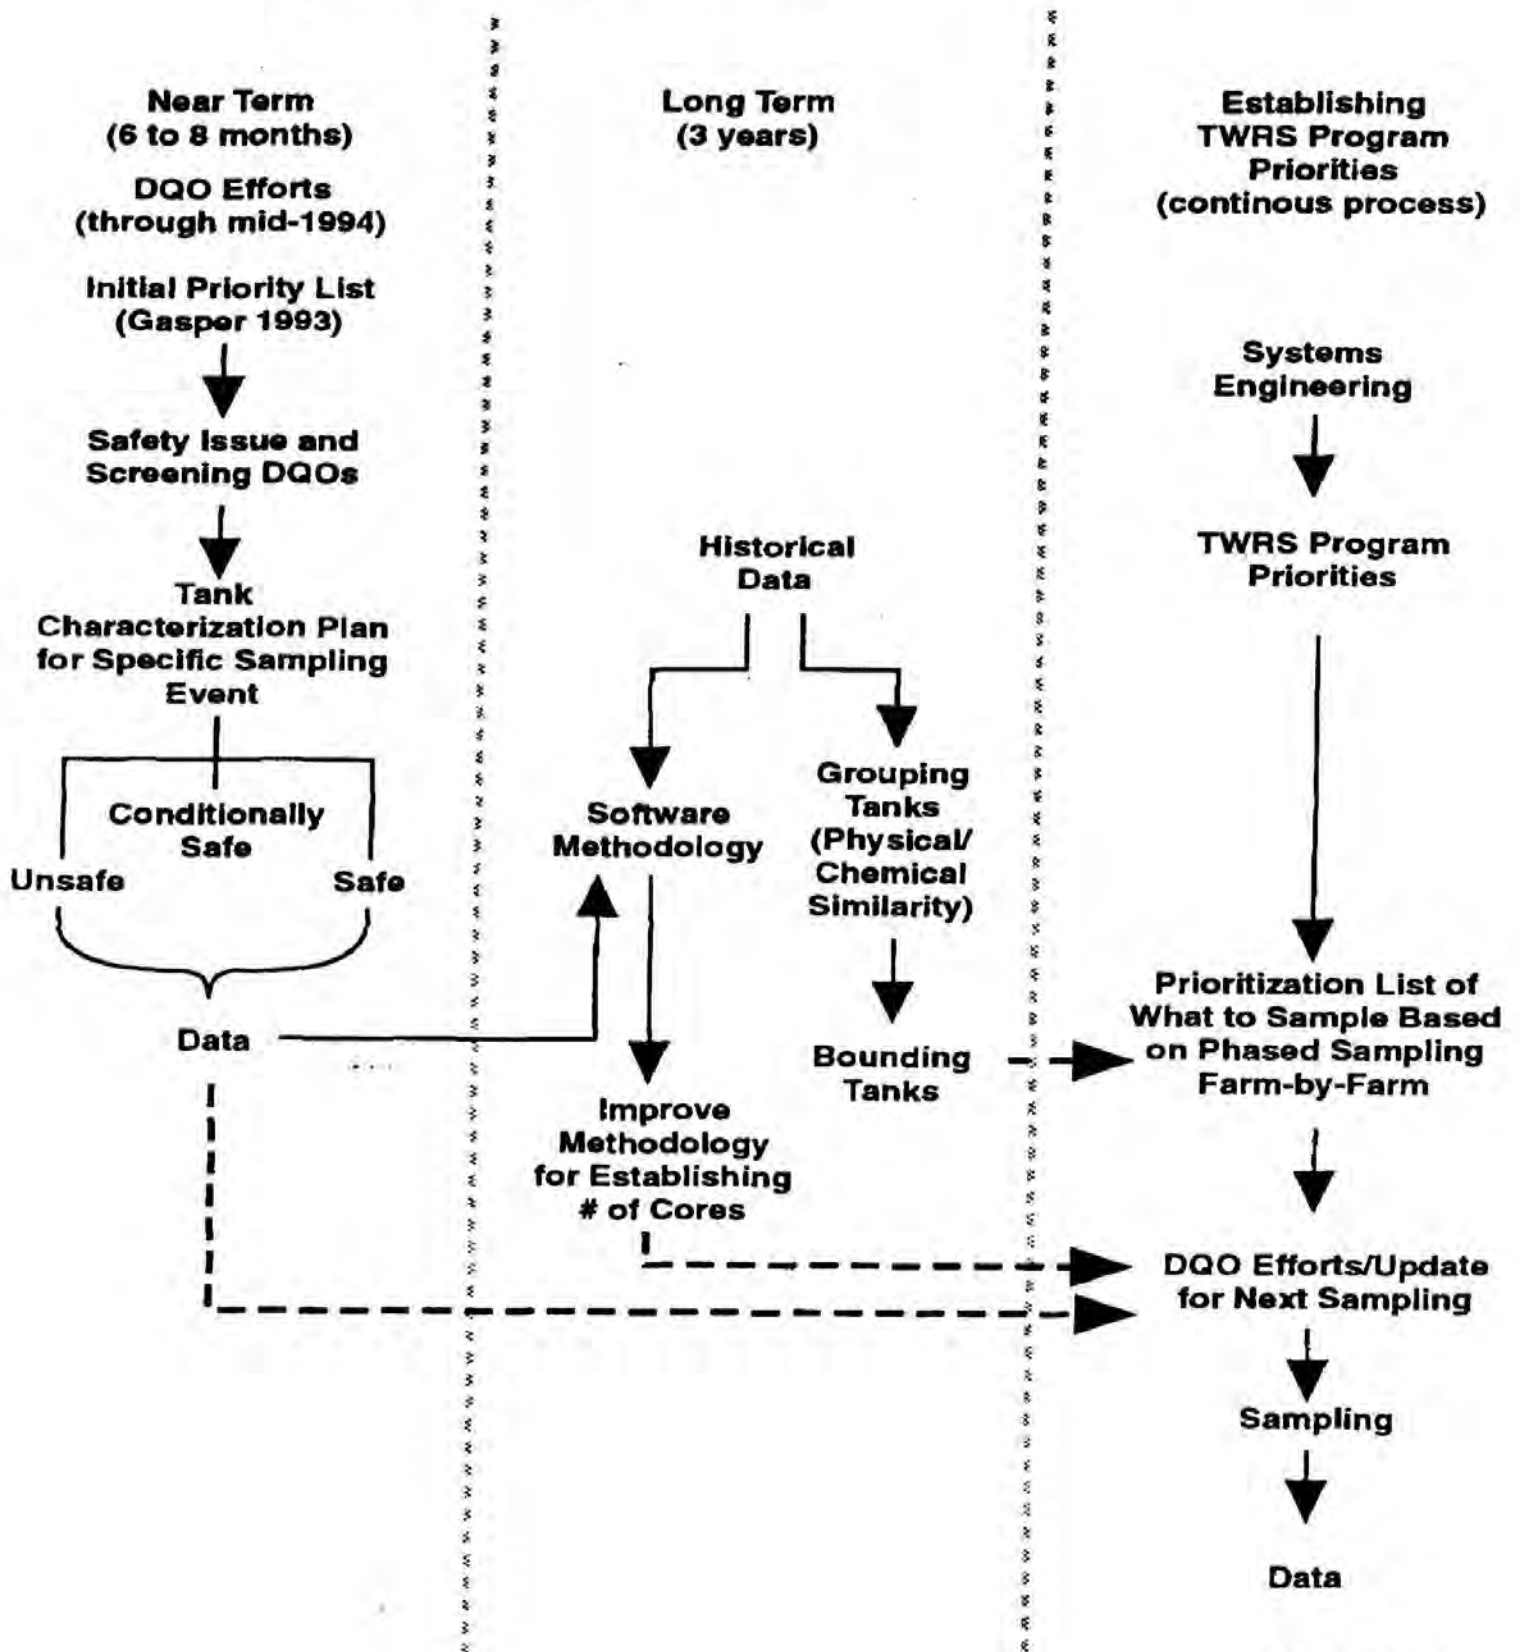 Near Term
(6 to 8 months)
DQO Efforts
(through mid-1994)
Initial Priority List
(Gasper 1993)
Safety Issue and
Screening DQOs
Tank
Characterization Plan
for Specific Sampling
Event
Conditionally
Safe
Unsafe
Safe
Data
Long Term
(3 years)
Historical
Data
Software
Methodology
Grouping
Tanks
(Physical/
Chemical
Similarity)
Improve
Methodology
for Establishing
# of Cores
Bounding
Tanks
Establishing
TWRS Program
Priorities
(continous process)
Systems
Engineering
TWRS Program
Priorities
Prioritization List of
What to Sample Based
on Phased Sampling
Farm-by-Farm
DQO Efforts/Update
for Next Sampling
Sampling
Data